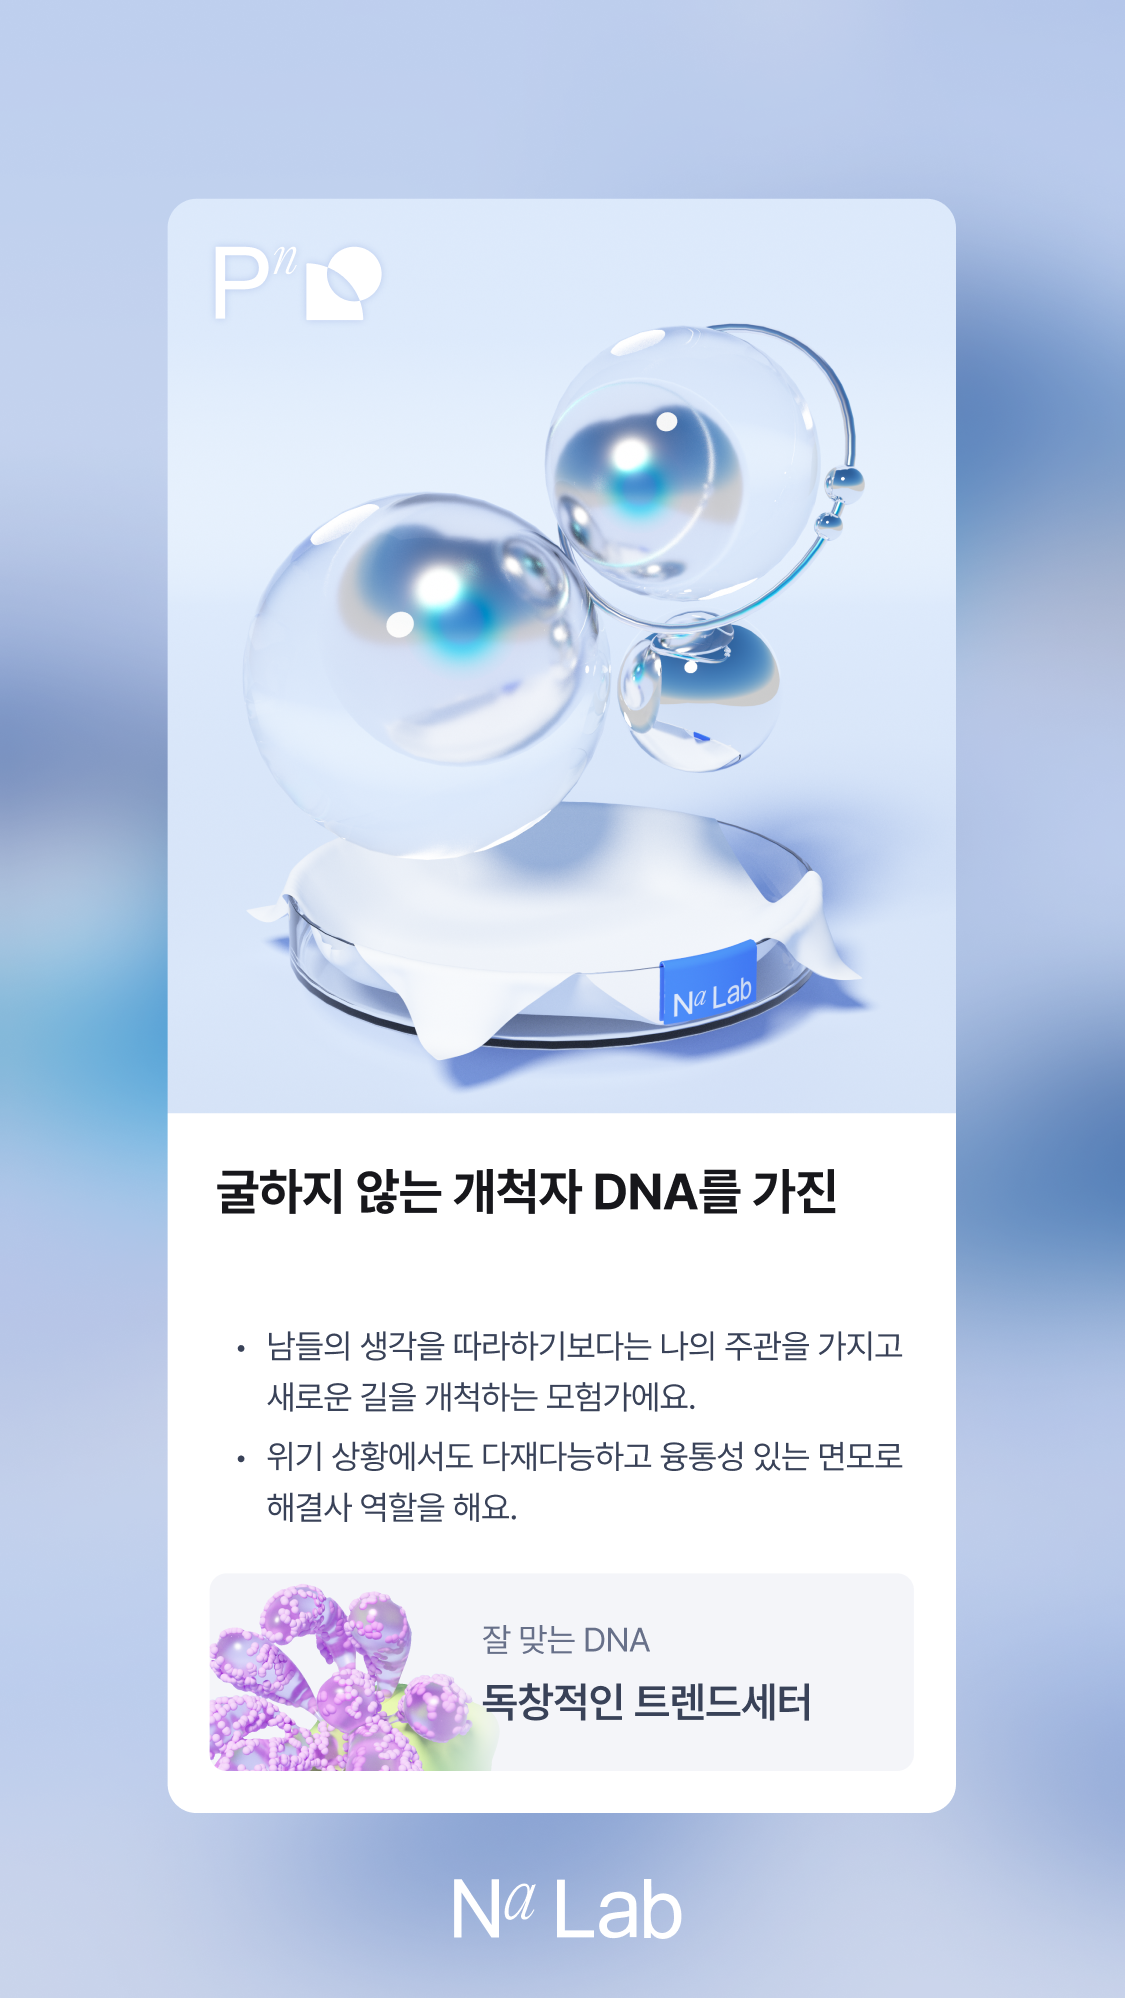 Pn
Na Lab
굴하지 않는 개척자 DNA를 가진
• 남들의 생각을 따라하기보다는 나의 주관을 가지고
새로운 길을 개척하는 모험가에요.
• 위기 상황에서도 다재다능하고 융통성 있는 면모로
해결사 역할을 해요.
잘 맞는 DNA
독창적인 트렌드세터
Na Lab